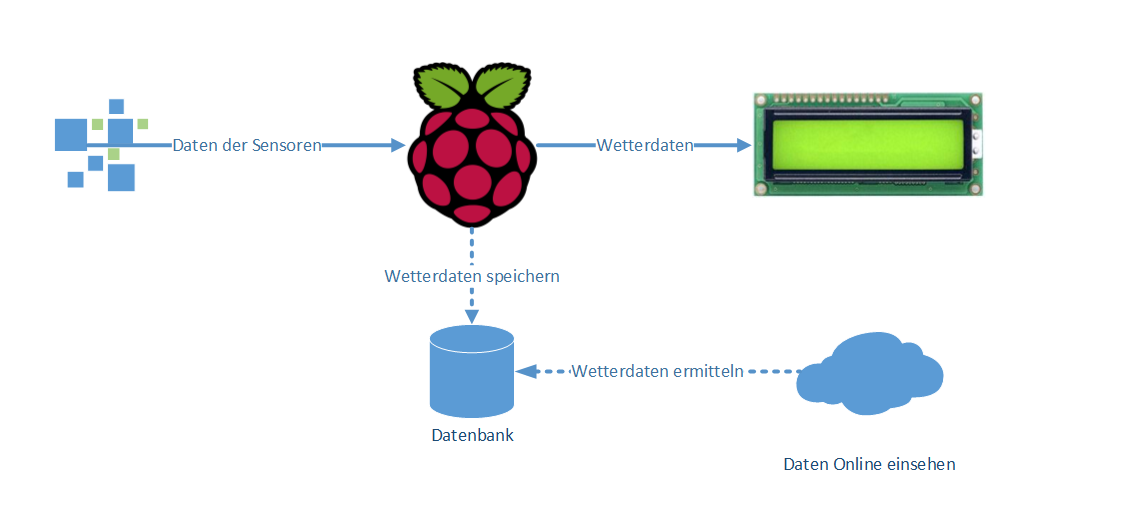 Daten der Sensoren
Wetterdaten
Wetterdaten speichern
Wetterdaten ermitteln
Datenbank
Daten Online einsehen